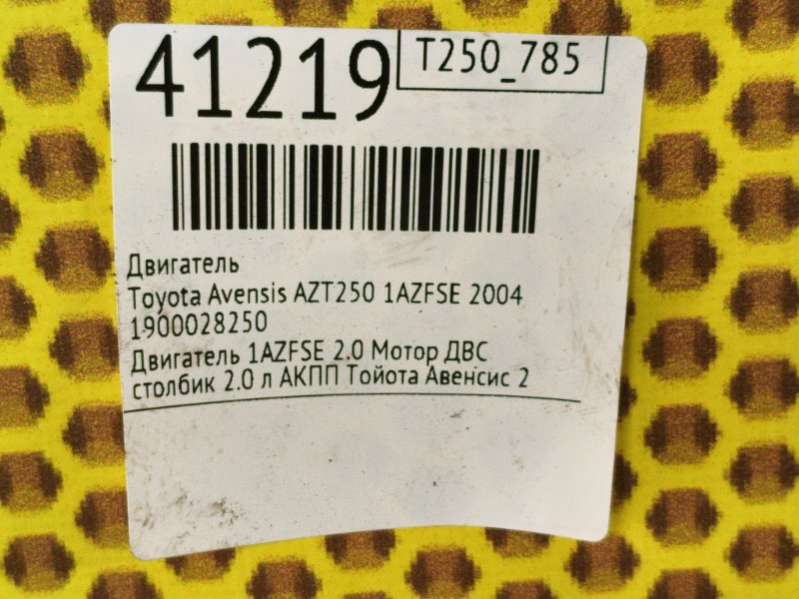 41219
T250_785
Двигатель
Toyota Avensis AZT250 1AZFSE 2004
1900028250
Двигатель 1AZFSE 2.0 Мотор ДВС
столбик 2.0 л АКПП Тойота Авенсис 2